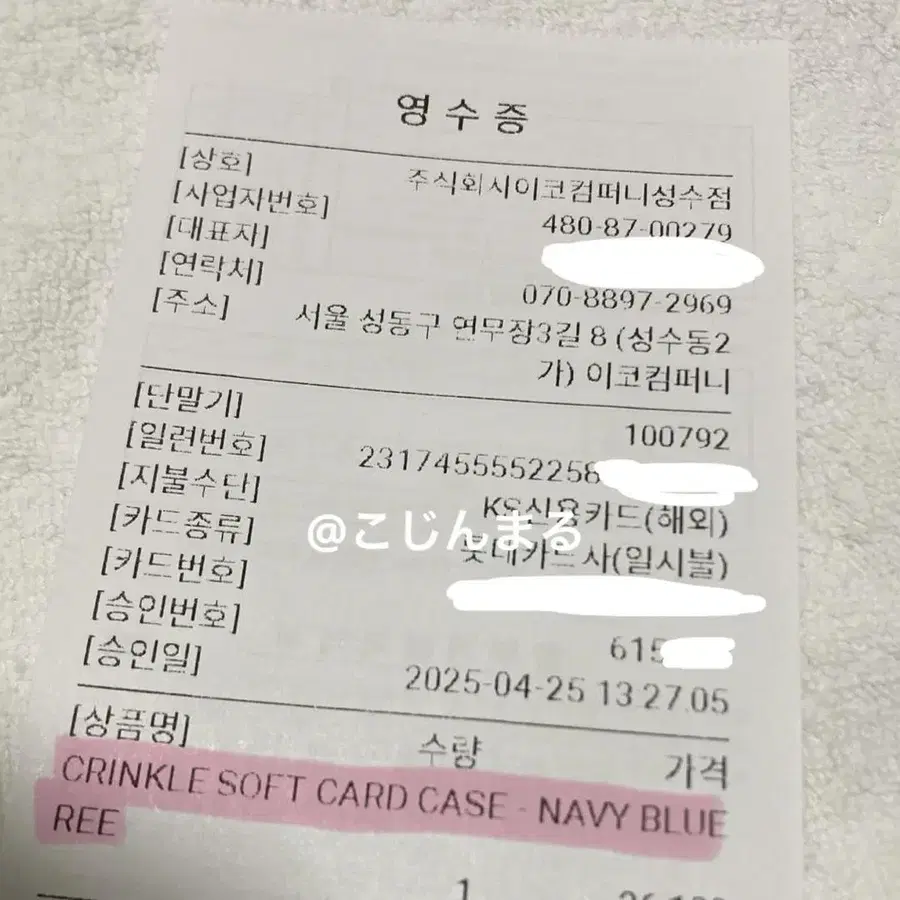 영수증
[상호] 주식회사이코컴퍼니성수점
[사업자번호] 480-87-00279
[대표자]
[연락처] 070-8897-2969
[주소] 서울 성동구 연무장3길 8 (성수동2
가) 이코컴퍼니
[단말기] 100792
[일련번호] 2317455552258
[지불수단] KS신용카드(해외)
@こじんまる
[카드종류] 롯데카드사(일시불)
[카드번호]
[승인번호] 615
[승인일] 2025-04-25 13:27:05
[상품명] 수량 가격
CRINKLE SOFT CARD CASE - NAVY BLUE
REE
1